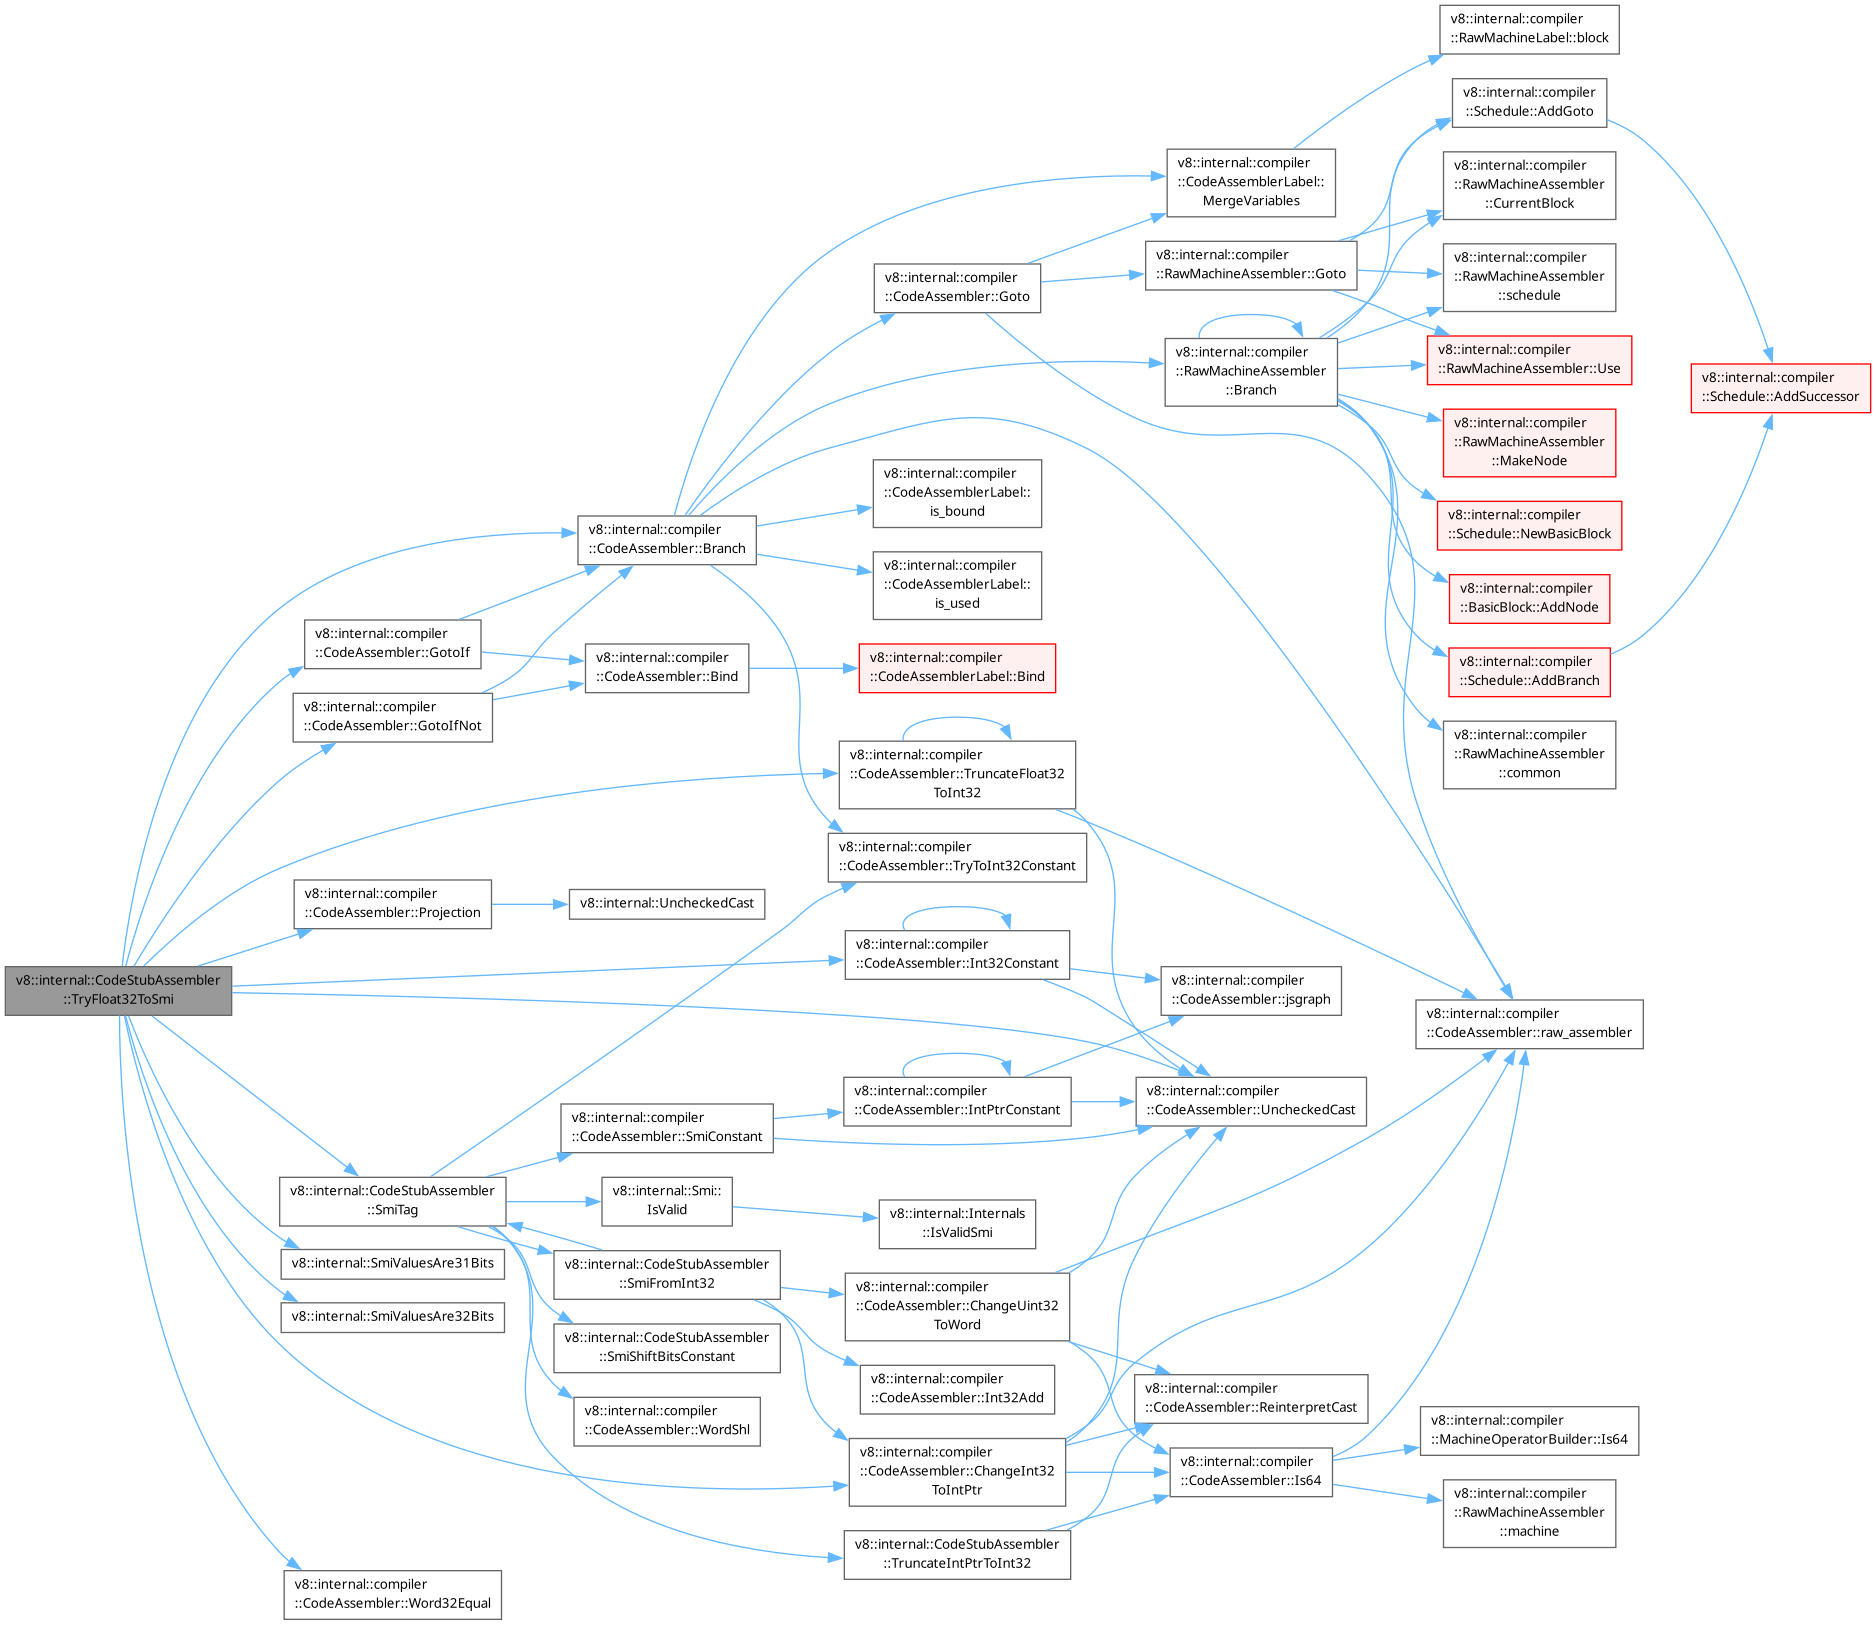 v8::internal::CodeStubAssembler
::TryFloat32ToSmi
v8::internal::compiler
::CodeAssembler::Branch
v8::internal::compiler
::CodeAssembler::GotoIf
v8::internal::compiler
::CodeAssembler::GotoIfNot
v8::internal::compiler
::CodeAssembler::Projection
v8::internal::CodeStubAssembler
::SmiTag
v8::internal::SmiValuesAre31Bits
v8::internal::SmiValuesAre32Bits
v8::internal::compiler
::CodeAssembler::Word32Equal
v8::internal::compiler
::CodeAssembler::Bind
v8::internal::UncheckedCast
v8::internal::compiler
::CodeAssembler::SmiConstant
v8::internal::Smi::
IsValid
v8::internal::CodeStubAssembler
::SmiFromInt32
v8::internal::CodeStubAssembler
::SmiShiftBitsConstant
v8::internal::compiler
::CodeAssembler::WordShl
v8::internal::compiler
::CodeAssembler::Goto
v8::internal::compiler
::CodeAssemblerLabel::
is_bound
v8::internal::compiler
::CodeAssemblerLabel::
is_used
v8::internal::compiler
::CodeAssemblerLabel::Bind
v8::internal::compiler
::CodeAssembler::TruncateFloat32
ToInt32
v8::internal::compiler
::CodeAssembler::TryToInt32Constant
v8::internal::compiler
::CodeAssembler::Int32Constant
v8::internal::compiler
::CodeAssembler::IntPtrConstant
v8::internal::Internals
::IsValidSmi
v8::internal::compiler
::CodeAssembler::ChangeUint32
ToWord
v8::internal::compiler
::CodeAssembler::Int32Add
v8::internal::compiler
::CodeAssembler::ChangeInt32
ToIntPtr
v8::internal::CodeStubAssembler
::TruncateIntPtrToInt32
v8::internal::compiler
::CodeAssemblerLabel::
MergeVariables
v8::internal::compiler
::RawMachineAssembler::Goto
v8::internal::compiler
::RawMachineAssembler
::Branch
v8::internal::compiler
::CodeAssembler::jsgraph
v8::internal::compiler
::CodeAssembler::UncheckedCast
v8::internal::compiler
::CodeAssembler::ReinterpretCast
v8::internal::compiler
::CodeAssembler::Is64
v8::internal::compiler
::RawMachineLabel::block
v8::internal::compiler
::Schedule::AddGoto
v8::internal::compiler
::RawMachineAssembler
::CurrentBlock
v8::internal::compiler
::RawMachineAssembler
::schedule
v8::internal::compiler
::RawMachineAssembler::Use
v8::internal::compiler
::RawMachineAssembler
::MakeNode
v8::internal::compiler
::Schedule::NewBasicBlock
v8::internal::compiler
::BasicBlock::AddNode
v8::internal::compiler
::Schedule::AddBranch
v8::internal::compiler
::RawMachineAssembler
::common
v8::internal::compiler
::CodeAssembler::raw_assembler
v8::internal::compiler
::MachineOperatorBuilder::Is64
v8::internal::compiler
::RawMachineAssembler
::machine
v8::internal::compiler
::Schedule::AddSuccessor